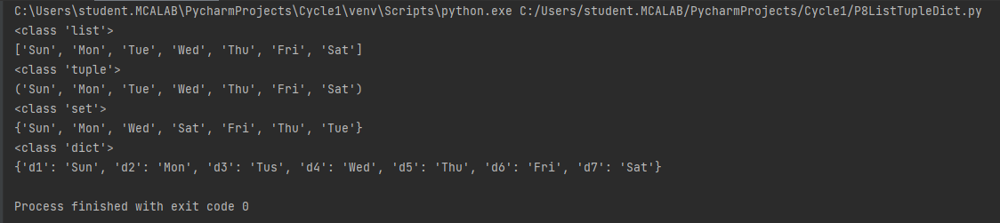 C:\Users\student.MCALAB\PycharmProjects\Cycle1\venv\Scripts\python.exe C:/Users/student.MCALAB/PycharmProjects/Cycle1/P8ListTupleDict.py
<class 'list'>
['Sun', 'Mon', 'Tue', 'Wed', 'Thu', 'Fri', 'Sat']
<class 'tuple'>
('Sun', 'Mon', 'Tue', 'Wed', 'Thu', 'Fri', 'Sat')
<class 'set'>
{'Sun', 'Mon', 'Wed', 'Sat', 'Fri', 'Thu', 'Tue'}
<class 'dict'>
{'d1': 'Sun', 'd2': 'Mon', 'd3': 'Tus', 'd4': 'Wed', 'd5': 'Thu', 'd6': 'Fri', 'd7': 'Sat'}
Process finished with exit code 0